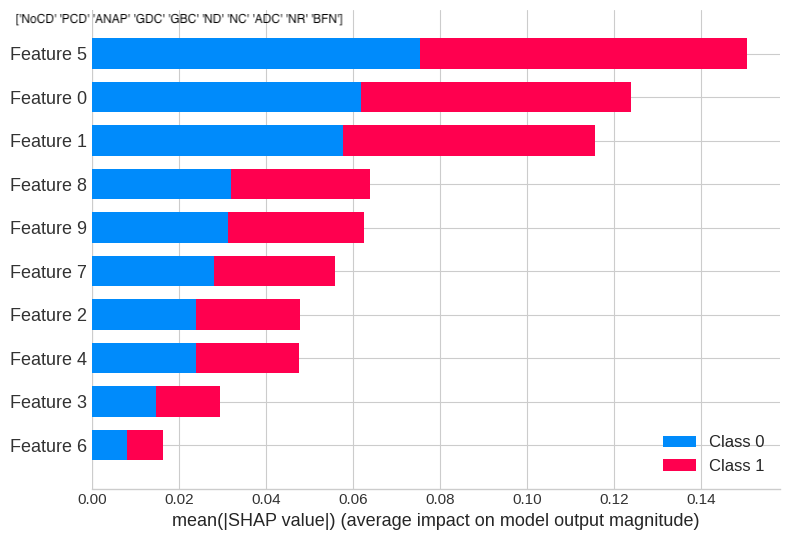 ['NoCD' 'PCD' 'ANAP' 'GDC' 'GBC' 'ND' 'NC' 'ADC' 'NR' 'BFN']
Feature 5
Feature 0
Feature 1
Feature 8
Feature 9
Feature 7
Feature 2
Feature 4
Feature 3
Feature 6
Class 0
Class 1
0.00 0.02 0.04 0.06 0.08 0.10 0.12 0.14
mean(|SHAP value|) (average impact on model output magnitude)